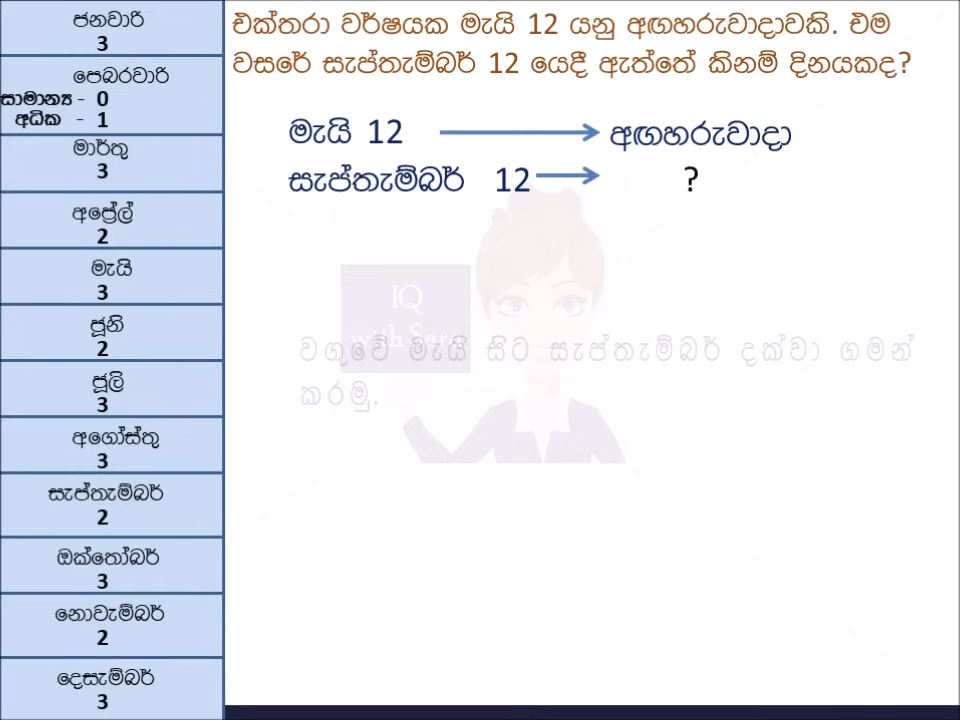 ජනවාරි
3
පෙබරවාරි
සාමාන්‍ය - 0
අධික - 1
මාර්තු
3
අප්‍රේල්
2
මැයි
3
ජූනි
2
ජූලි
3
අගෝස්තු
3
සැප්තැම්බර්
2
ඔක්තෝබර්
3
නොවැම්බර්
2
දෙසැම්බර්
3
එක්තරා වර්ෂයක මැයි 12 යනු අඟහරුවාදාවකි. එම
වසරේ සැප්තැම්බර් 12 යෙදී ඇත්තේ කිනම් දිනයකද?
මැයි 12 අඟහරුවාදා
සැප්තැම්බර් 12 ?
IQ
with Sara
වගුවේ මැයි සිට සැප්තැම්බර් දක්වා ගමන්
කරමු.